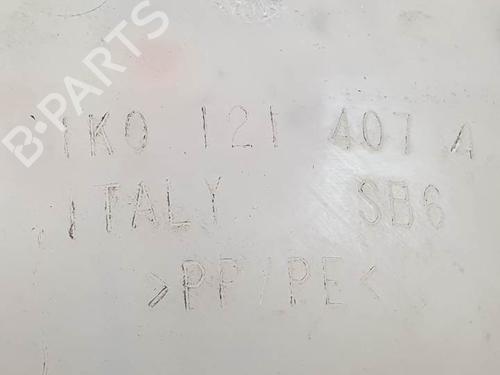 B-PARTS
1K0 121 407 A
ITALY SB6
>PP/PE<